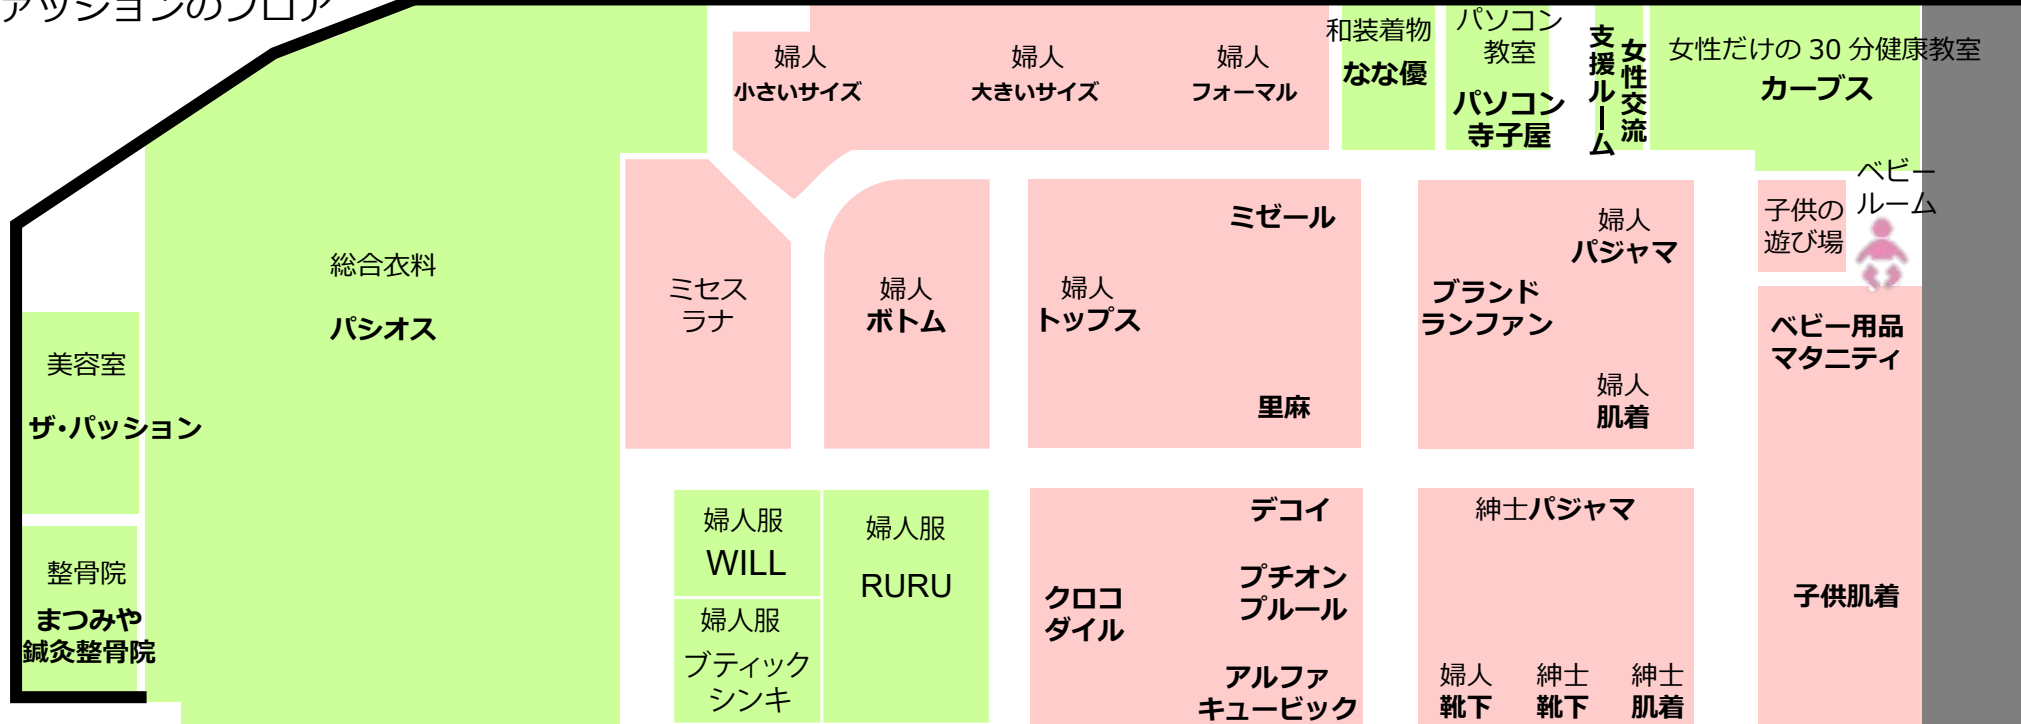 アッションのフロア
婦人
小さいサイズ
婦人
大きいサイズ
婦人
フォーマル
和装着物
なな優
パソコン
教室
パソコン
寺子屋
女性交流
支援ルーム
女性だけの 30 分健康教室
カーブス
ベビー
ルーム
子供の
遊び場
総合衣料
パシオス
美容室
ザ・パッション
整骨院
まつみや
鍼灸整骨院
ミセス
ラナ
婦人
ボトム
婦人
トップス
ミゼール
里麻
婦人
パジャマ
ブランド
ランファン
婦人
肌着
ベビー用品
マタニティ
子供肌着
婦人服
WILL
婦人服
ブティック
シンキ
婦人服
RURU
クロコ
ダイル
デコイ
プチオン
プルール
アルファ
キュービック
紳士パジャマ
婦人
靴下
紳士
靴下
紳士
肌着